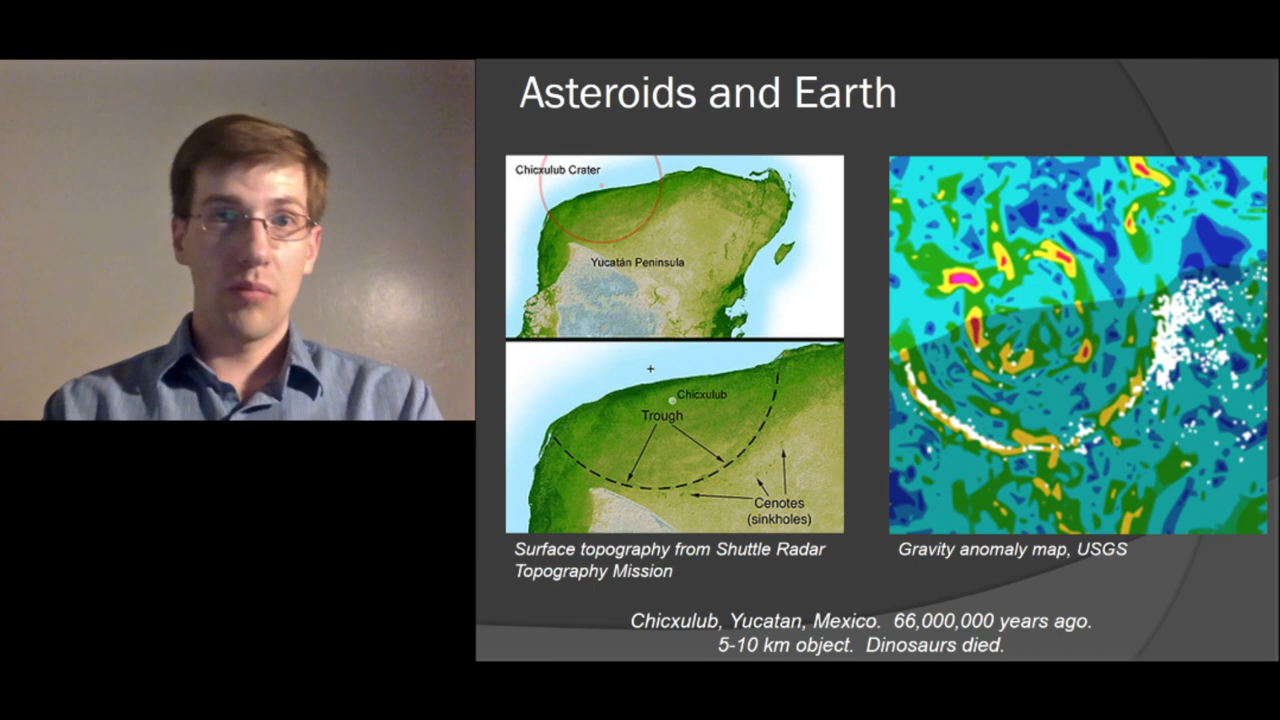 Asteroids and Earth
Chicxulub Crater
Yucatán Peninsula
Chicxulub
Trough
Cenotes
(sinkholes)
Surface topography from Shuttle Radar
Topography Mission
Gravity anomaly map, USGS
Chicxulub, Yucatan, Mexico. 66,000,000 years ago.
5-10 km object. Dinosaurs died.